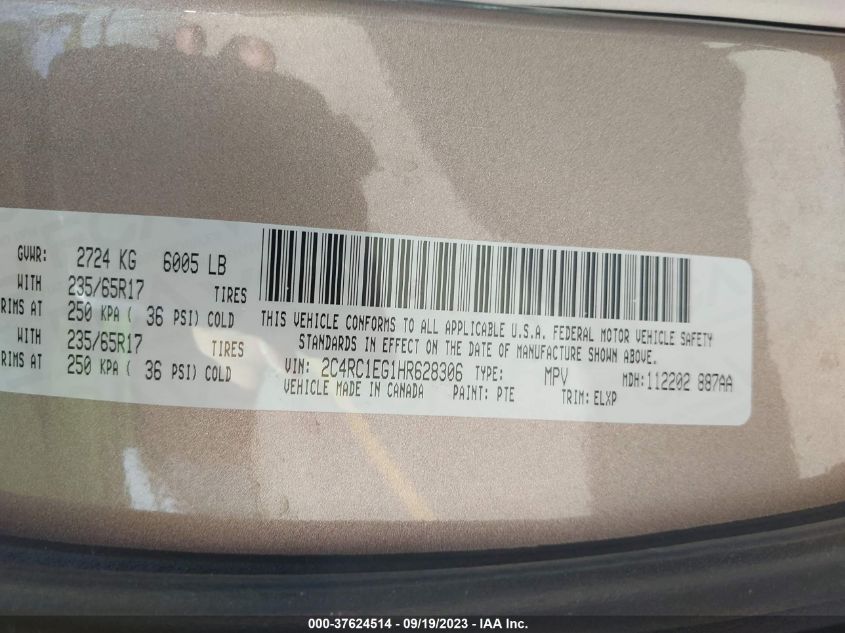 GVWR: 2724 KG 6005 LB
WITH 235/65R17 TIRES
RIMS AT 250 KPA ( 36 PSI) COLD
WITH 235/65R17 TIRES
RIMS AT 250 KPA ( 36 PSI) COLD
THIS VEHICLE CONFORMS TO ALL APPLICABLE U.S.A. FEDERAL MOTOR VEHICLE SAFETY
STANDARDS IN EFFECT ON THE DATE OF MANUFACTURE SHOWN ABOVE.
VIN: 2C4RC1EG1HR628306 TYPE: MPV MDH:112202 887AA
VEHICLE MADE IN CANADA PAINT: PTE TRIM: ELXP
000-37624514 - 09/19/2023 - IAA Inc.